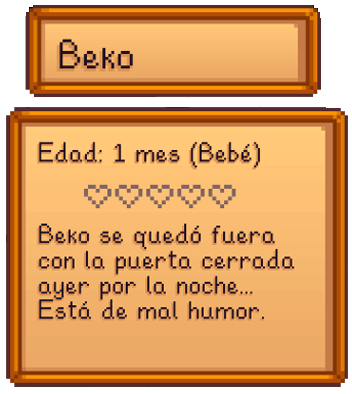 Beko
Edad: 1 mes (Bebé)
Beko se quedó fuera
con la puerta cerrada
ayer por la noche...
Está de mal humor.